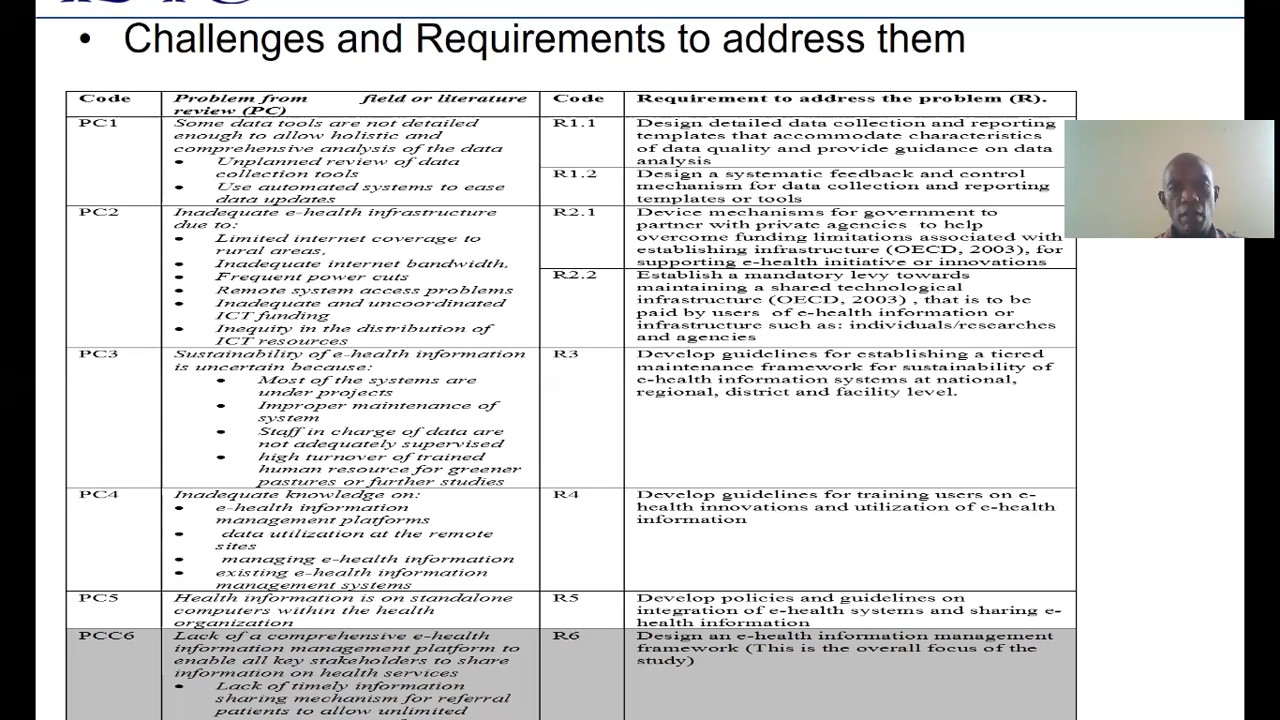 • Challenges and Requirements to address them
Code
Problem from field or literature
review (PC)
Code
Requirement to address the problem (R).
PC1
Some data tools are not detailed
enough to allow holistic and
comprehensive analysis of the data
• Unplanned review of data
collection tools
• Use automated systems to ease
data updates
R1.1
Design detailed data collection and reporting
templates that accommodate characteristics
of data quality and provide guidance on data
analysis
R1.2
Design a systematic feedback and control
mechanism for data collection and reporting
templates or tools
PC2
Inadequate e-health infrastructure
due to:
• Limited internet coverage to
rural areas,
• Inadequate internet bandwidth.
• Frequent power cuts
• Remote system access problems
• Inadequate and uncoordinated
ICT funding
• Inequity in the distribution of
ICT resources
R2.1
Device mechanisms for government to
partner with private agencies to help
overcome funding limitations associated with
establishing infrastructure (OECD, 2003), for
supporting e-health initiative or innovations
R2.2
Establish a mandatory levy towards
maintaining a shared technological
infrastructure (OECD, 2003) , that is to be
paid by users of e-health information or
infrastructure such as: individuals/researches
and agencies
PC3
Sustainability of e-health information
is uncertain because:
• Most of the systems are
under projects
• Improper maintenance of
system
• Staff in charge of data are
not adequately supervised
• high turnover of trained
human resource for greener
pastures or further studies
R3
Develop guidelines for establishing a tiered
maintenance framework for sustainability of
e-health information systems at national,
regional, district and facility level.
PC4
Inadequate knowledge on:
• e-health information
management platforms
• data utilization at the remote
sites
• managing e-health information
• existing e-health information
management systems
R4
Develop guidelines for training users on e-
health innovations and utilization of e-health
information
PC5
Health information is on standalone
computers within the health
organization
R5
Develop policies and guidelines on
integration of e-health systems and sharing e-
health information
PCC6
Lack of a comprehensive e-health
information management platform to
enable all key stakeholders to share
information on health services
• Lack of timely information
sharing mechanism for referral
patients to allow unlimited
R6
Design an e-health information management
framework (This is the overall focus of the
study)